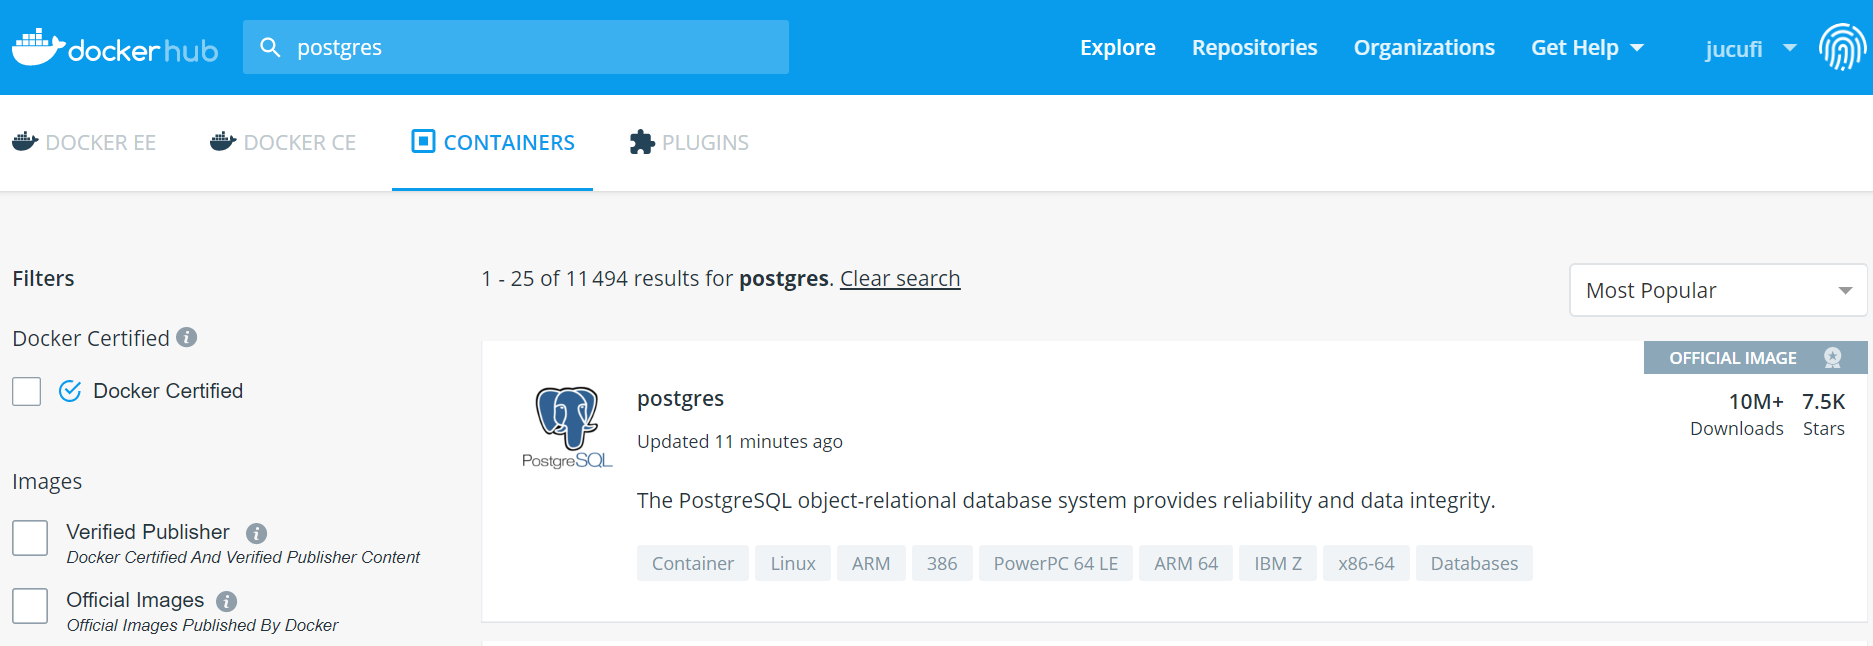 dockerhub
postgres
Explore Repositories Organizations Get Help jucufi
DOCKER EE DOCKER CE CONTAINERS PLUGINS
Filters
Docker Certified
Docker Certified
Images
Verified Publisher
Docker Certified And Verified Publisher Content
Official Images
Official Images Published By Docker
1 - 25 of 11 494 results for postgres. Clear search
Most Popular
OFFICIAL IMAGE
PostgreSQL
postgres
Updated 11 minutes ago
10M+ 7.5K
Downloads Stars
The PostgreSQL object-relational database system provides reliability and data integrity.
Container Linux ARM 386 PowerPC 64 LE ARM 64 IBM Z x86-64 Databases